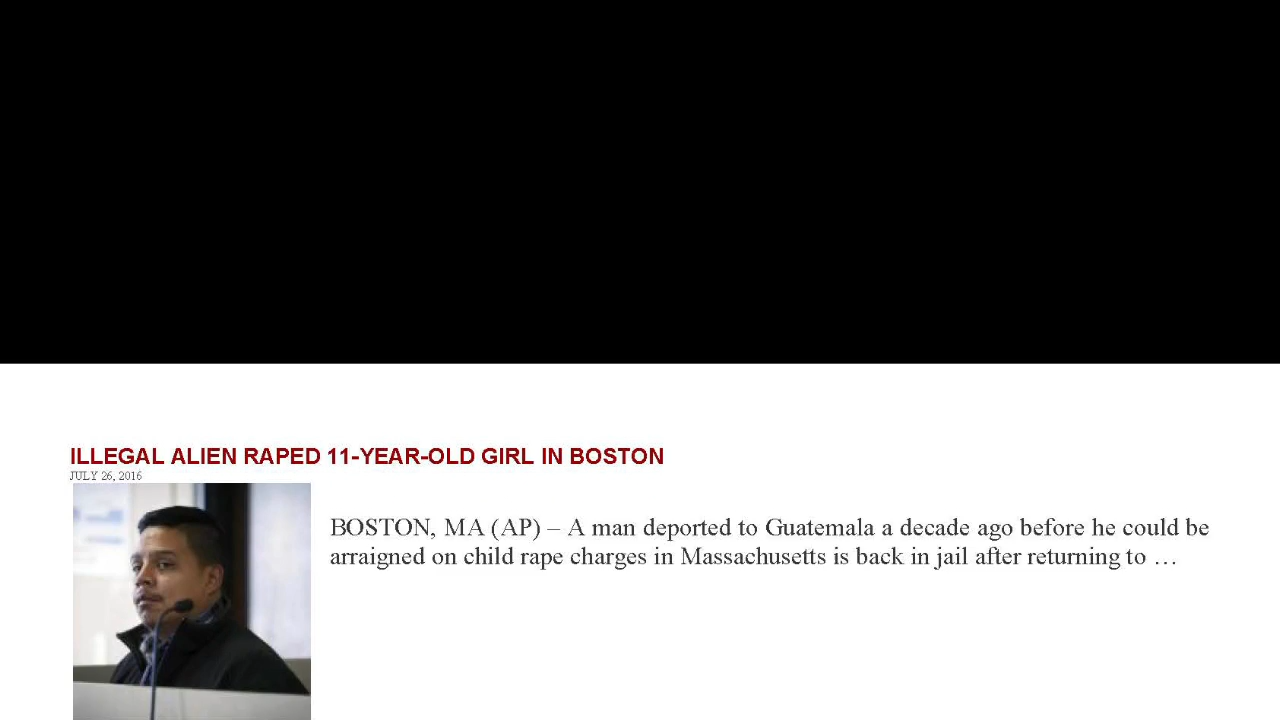 ILLEGAL ALIEN RAPED 11-YEAR-OLD GIRL IN BOSTON
JULY 26, 2016
BOSTON, MA (AP) – A man deported to Guatemala a decade ago before he could be
arraigned on child rape charges in Massachusetts is back in jail after returning to …